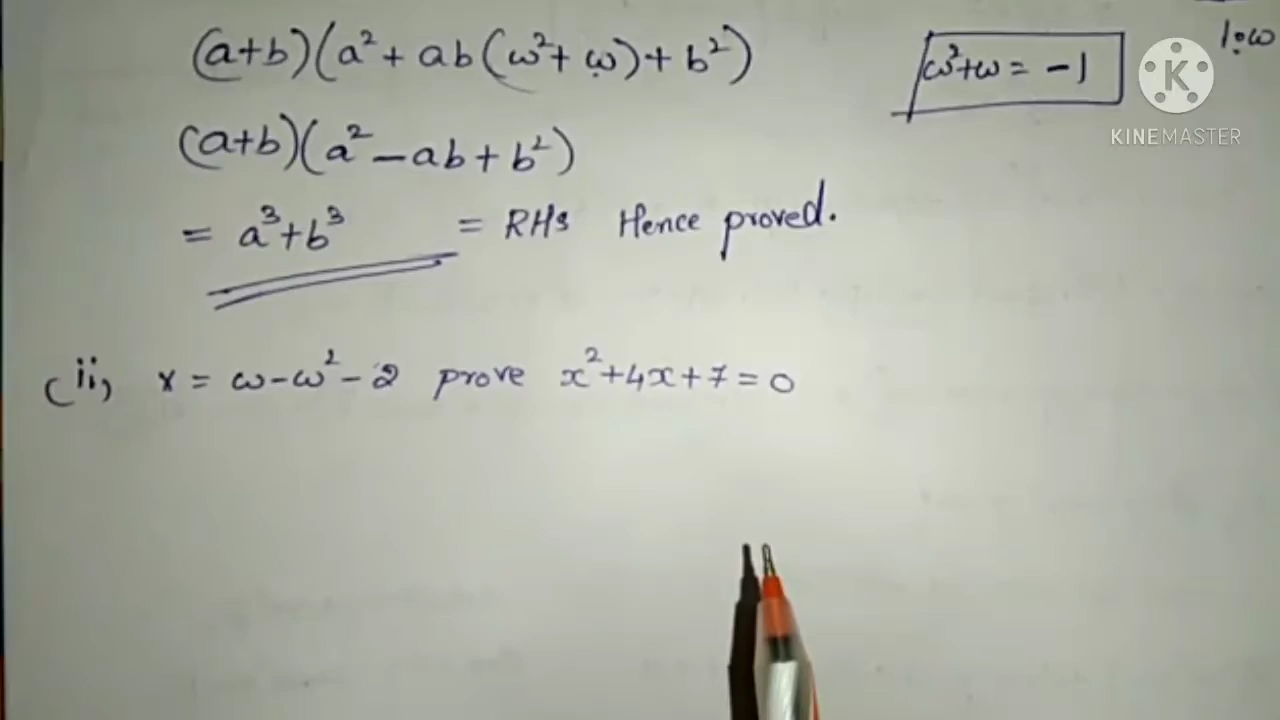 (a+b)(a²+ab(ω²+ω)+b²)
ω²+ω = -1
1·ω
K
KINEMASTER
(a+b)(a²-ab+b²)
= a³+b³ = RHS Hence proved.
(ii) x = ω-ω²-2 prove x²+4x+7=0